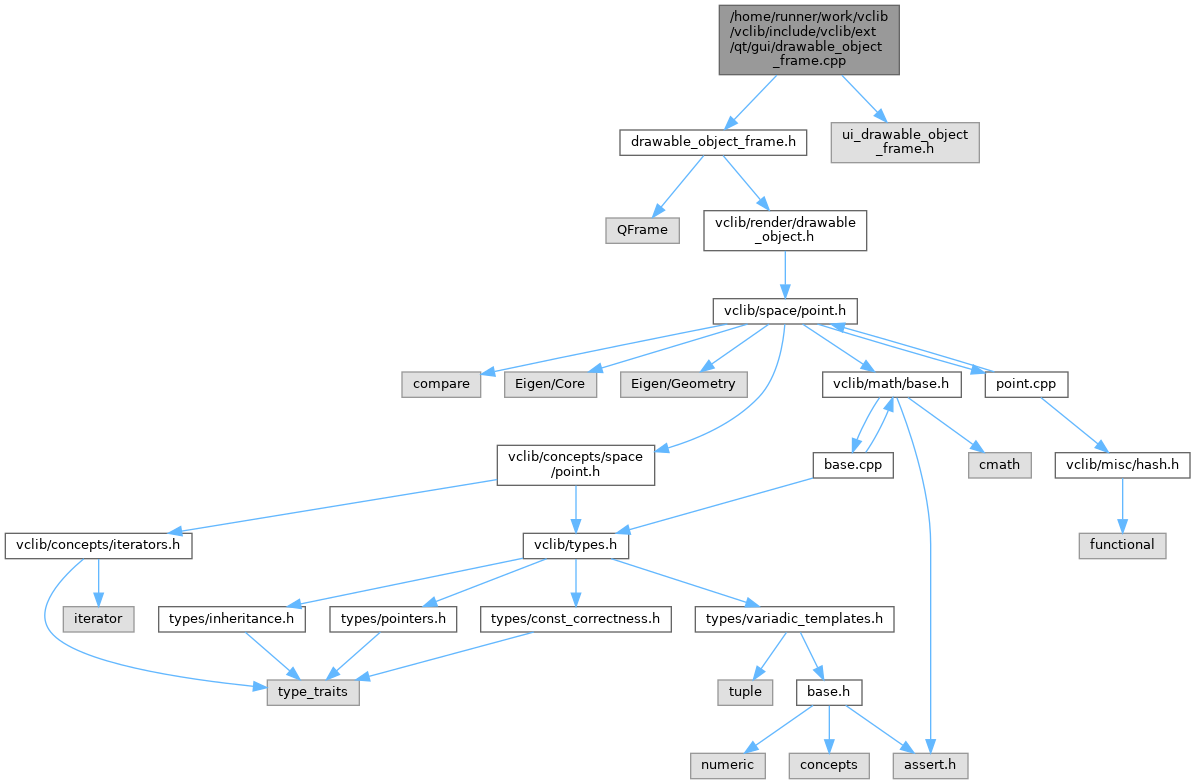 /home/runner/work/vclib
/vclib/include/vclib/ext
/qt/gui/drawable_object
_frame.cpp
drawable_object_frame.h
ui_drawable_object
_frame.h
QFrame
vclib/render/drawable
_object.h
vclib/space/point.h
compare
Eigen/Core
Eigen/Geometry
vclib/math/base.h
point.cpp
vclib/concepts/space
/point.h
base.cpp
cmath
vclib/misc/hash.h
vclib/concepts/iterators.h
vclib/types.h
functional
iterator
types/inheritance.h
types/pointers.h
types/const_correctness.h
types/variadic_templates.h
type_traits
tuple
base.h
numeric
concepts
assert.h